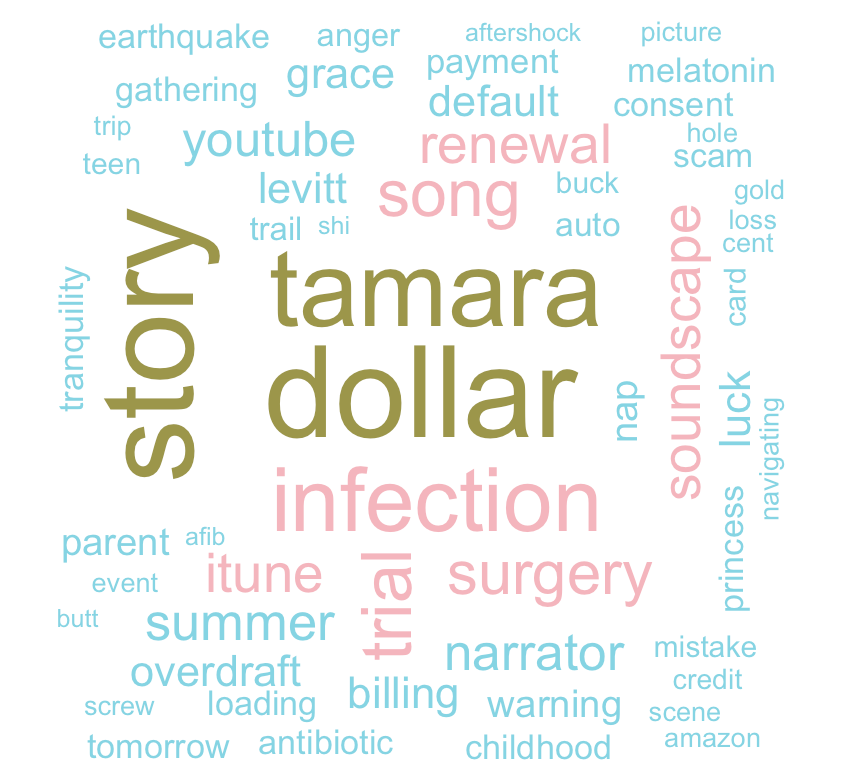 earthquake
anger
aftershock
picture
gathering
grace
payment
melatonin
default
consent
trip
youtube
renewal
hole
teen
scam
levitt
song
buck
gold
trail
shi
auto
loss
cent
story
tamara
soundscape
card
tranquility
dollar
nap
luck
navigating
infection
princess
parent
afib
itune
trial
surgery
event
butt
summer
narrator
mistake
overdraft
credit
screw
loading
billing
warning
scene
tomorrow
antibiotic
childhood
amazon